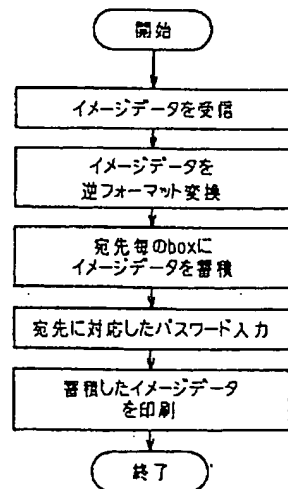 開始
イメージデータを受信
イメージデータを
逆フォーマット変換
宛先毎のboxに
イメージデータを蓄積
宛先に対応したパスワード入力
蓄積したイメージデータ
を印刷
終了